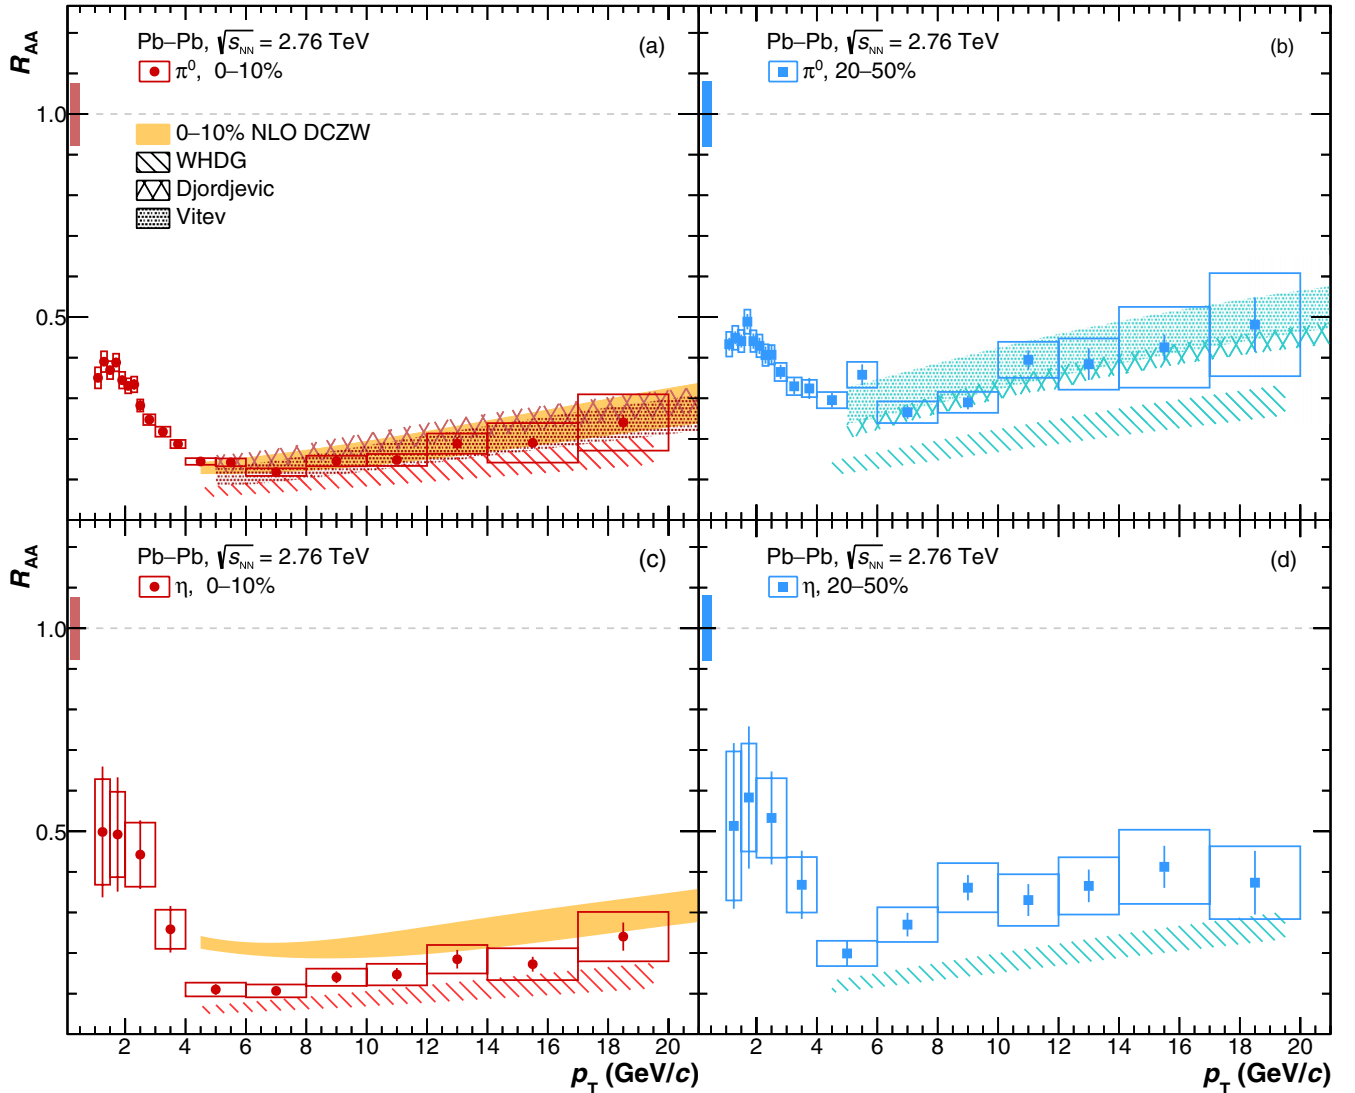 R_AA
Pb–Pb, √s_NN = 2.76 TeV (a)
π⁰, 0–10%
1.0
0–10% NLO DCZW
WHDG
Djordjevic
Vitev
0.5
Pb–Pb, √s_NN = 2.76 TeV (b)
π⁰, 20–50%
R_AA
Pb–Pb, √s_NN = 2.76 TeV (c)
η, 0–10%
1.0
0.5
Pb–Pb, √s_NN = 2.76 TeV (d)
η, 20–50%
2 4 6 8 10 12 14 16 18 20
p_T (GeV/c)
2 4 6 8 10 12 14 16 18 20
p_T (GeV/c)